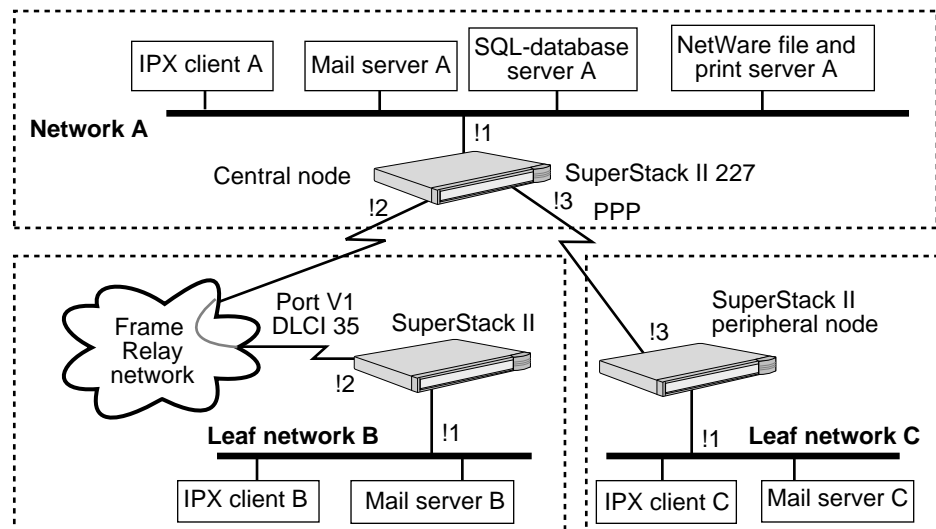 IPX client A
Mail server A
SQL-database
server A
NetWare file and
print server A
Network A
!1
Central node
SuperStack II 227
!2
!3
PPP
Port V1
DLCI 35
Frame
Relay
network
SuperStack II
!2
!1
Leaf network B
IPX client B
Mail server B
SuperStack II
peripheral node
!3
!1
Leaf network C
IPX client C
Mail server C